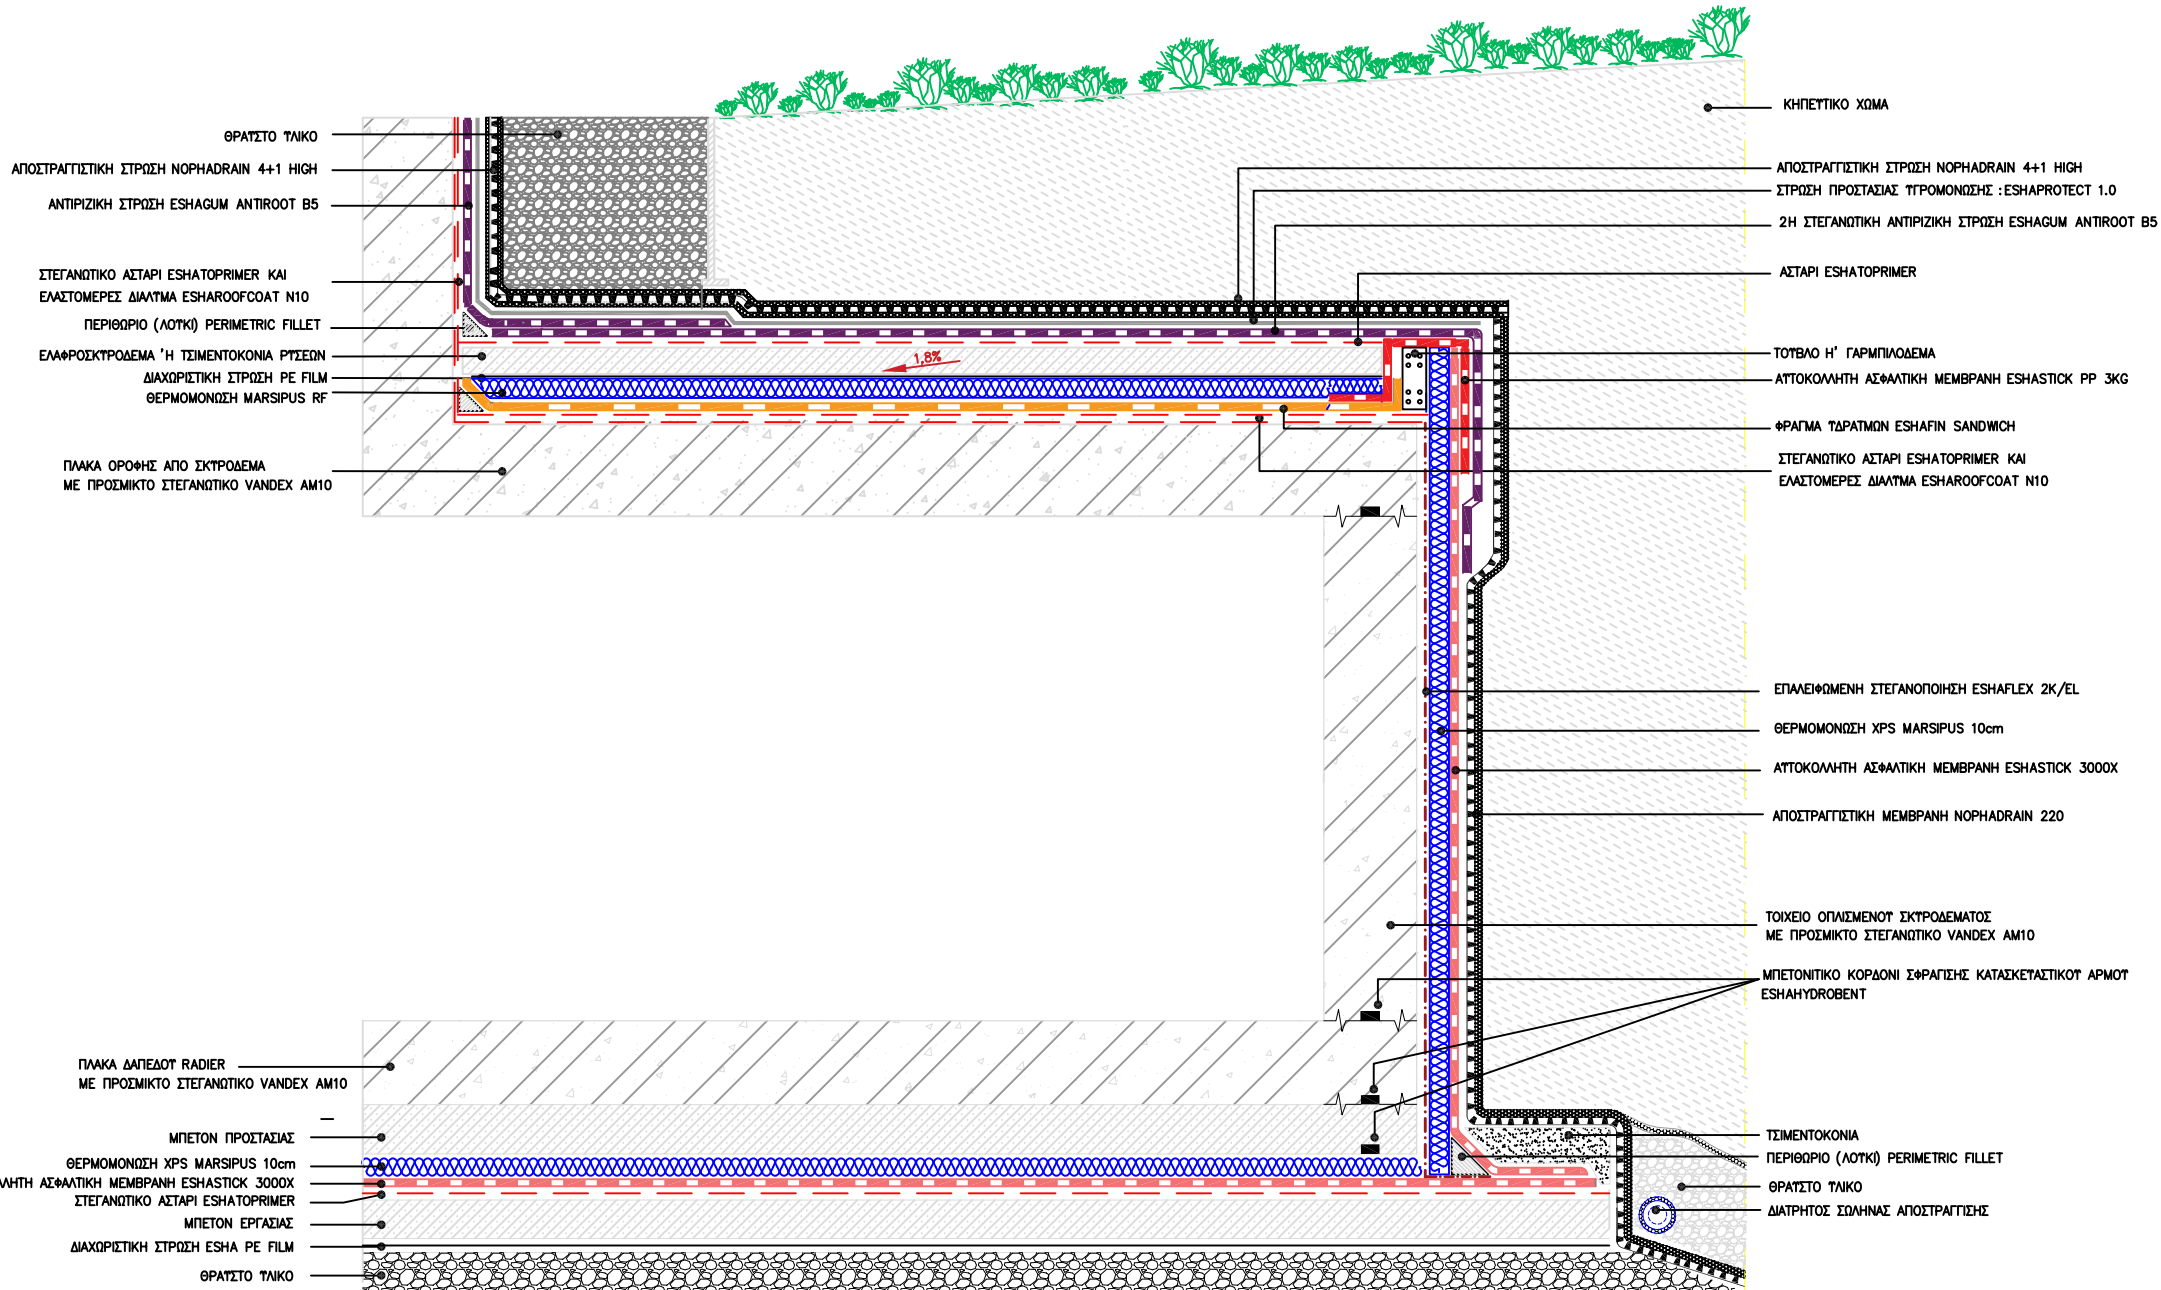 ΘΡΑΥΣΤΟ ΥΛΙΚΟ
ΑΠΟΣΤΡΑΓΓΙΣΤΙΚΗ ΣΤΡΩΣΗ NOPHADRAIN 4+1 HIGH
ΑΝΤΙΡΙΖΙΚΗ ΣΤΡΩΣΗ ESHAGUM ANTIROOT B5
ΣΤΕΓΑΝΩΤΙΚΟ ΑΣΤΑΡΙ ESHATOPRIMER ΚΑΙ
ΕΛΑΣΤΟΜΕΡΕΣ ΔΙΑΛΥΜΑ ESHAROOFCOAT N10
ΠΕΡΙΘΩΡΙΟ (ΛΟΥΚΙ) PERIMETRIC FILLET
ΕΛΑΦΡΟΣΚΥΡΟΔΕΜΑ 'Η ΤΣΙΜΕΝΤΟΚΟΝΙΑ ΡΥΣΕΩΝ
ΔΙΑΧΩΡΙΣΤΙΚΗ ΣΤΡΩΣΗ PE FILM
ΘΕΡΜΟΜΟΝΩΣΗ MARSIPUS RF
ΠΛΑΚΑ ΟΡΟΦΗΣ ΑΠΟ ΣΚΥΡΟΔΕΜΑ
ΜΕ ΠΡΟΣΜΙΚΤΟ ΣΤΕΓΑΝΩΤΙΚΟ VANDEX AM10
ΠΛΑΚΑ ΔΑΠΕΔΟΥ RADIER
ΜΕ ΠΡΟΣΜΙΚΤΟ ΣΤΕΓΑΝΩΤΙΚΟ VANDEX AM10
ΜΠΕΤΟΝ ΠΡΟΣΤΑΣΙΑΣ
ΘΕΡΜΟΜΟΝΩΣΗ XPS MARSIPUS 10cm
ΛΛΗΤΗ ΑΣΦΑΛΤΙΚΗ ΜΕΜΒΡΑΝΗ ESHASTICK 3000X
ΣΤΕΓΑΝΩΤΙΚΟ ΑΣΤΑΡΙ ESHATOPRIMER
ΜΠΕΤΟΝ ΕΡΓΑΣΙΑΣ
ΔΙΑΧΩΡΙΣΤΙΚΗ ΣΤΡΩΣΗ ESHA PE FILM
ΘΡΑΥΣΤΟ ΥΛΙΚΟ
1,8%
ΚΗΠΕΥΤΙΚΟ ΧΩΜΑ
ΑΠΟΣΤΡΑΓΓΙΣΤΙΚΗ ΣΤΡΩΣΗ NOPHADRAIN 4+1 HIGH
ΣΤΡΩΣΗ ΠΡΟΣΤΑΣΙΑΣ ΥΓΡΟΜΟΝΩΣΗΣ :ESHAPROTECT 1.0
2Η ΣΤΕΓΑΝΩΤΙΚΗ ΑΝΤΙΡΙΖΙΚΗ ΣΤΡΩΣΗ ESHAGUM ANTIROOT B5
ΑΣΤΑΡΙ ESHATOPRIMER
ΤΟΥΒΛΟ Η' ΓΑΡΜΠΙΛΟΔΕΜΑ
ΑΥΤΟΚΟΛΛΗΤΗ ΑΣΦΑΛΤΙΚΗ ΜΕΜΒΡΑΝΗ ESHASTICK PP 3KG
ΦΡΑΓΜΑ ΥΔΡΑΤΜΩΝ ESHAFIN SANDWICH
ΣΤΕΓΑΝΩΤΙΚΟ ΑΣΤΑΡΙ ESHATOPRIMER ΚΑΙ
ΕΛΑΣΤΟΜΕΡΕΣ ΔΙΑΛΥΜΑ ESHAROOFCOAT N10
ΕΠΑΛΕΙΦΩΜΕΝΗ ΣΤΕΓΑΝΟΠΟΙΗΣΗ ESHAFLEX 2K/EL
ΘΕΡΜΟΜΟΝΩΣΗ XPS MARSIPUS 10cm
ΑΥΤΟΚΟΛΛΗΤΗ ΑΣΦΑΛΤΙΚΗ ΜΕΜΒΡΑΝΗ ESHASTICK 3000X
ΑΠΟΣΤΡΑΓΓΙΣΤΙΚΗ ΜΕΜΒΡΑΝΗ NOPHADRAIN 220
ΤΟΙΧΕΙΟ ΟΠΛΙΣΜΕΝΟΥ ΣΚΥΡΟΔΕΜΑΤΟΣ
ΜΕ ΠΡΟΣΜΙΚΤΟ ΣΤΕΓΑΝΩΤΙΚΟ VANDEX AM10
ΜΠΕΤΟΝΙΤΙΚΟ ΚΟΡΔΟΝΙ ΣΦΡΑΓΙΣΗΣ ΚΑΤΑΣΚΕΥΑΣΤΙΚΟΥ ΑΡΜΟΥ
ESHAHYDROBENT
ΤΣΙΜΕΝΤΟΚΟΝΙΑ
ΠΕΡΙΘΩΡΙΟ (ΛΟΥΚΙ) PERIMETRIC FILLET
ΘΡΑΥΣΤΟ ΥΛΙΚΟ
ΔΙΑΤΡΗΤΟΣ ΣΩΛΗΝΑΣ ΑΠΟΣΤΡΑΓΓΙΣΗΣ